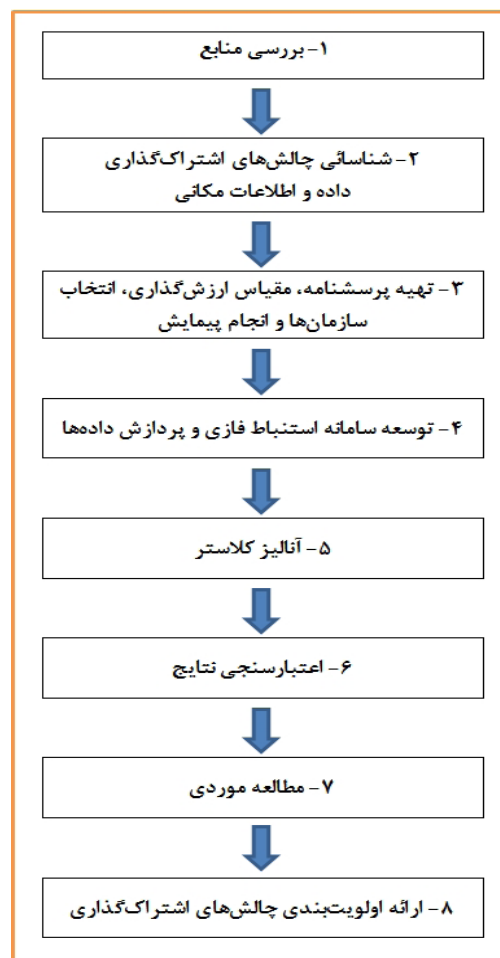 ۱- بررسی منابع
۲- شناسائی چالش‌های اشتراک‌گذاری
داده و اطلاعات مکانی
۳- تهیه پرسشنامه، مقیاس ارزش‌گذاری، انتخاب
سازمان‌ها و انجام پیمایش
۴- توسعه سامانه استنباط فازی و پردازش داده‌ها
۵- آنالیز کلاستر
۶- اعتبارسنجی نتایج
۷- مطالعه موردی
۸- ارائه اولویت‌بندی چالش‌های اشتراک‌گذاری